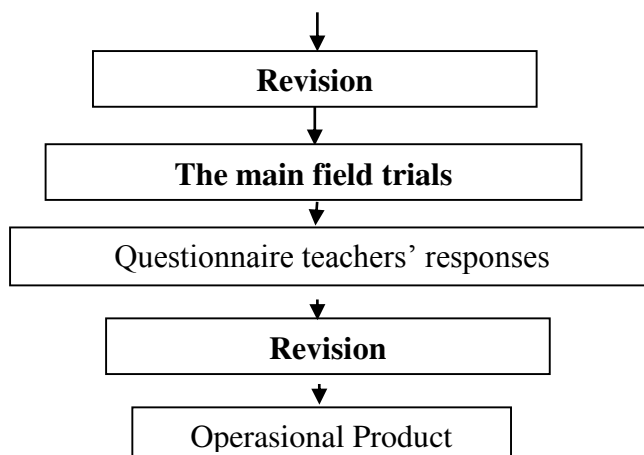 Revision
The main field trials
Questionnaire teachers’ responses
Revision
Operasional Product